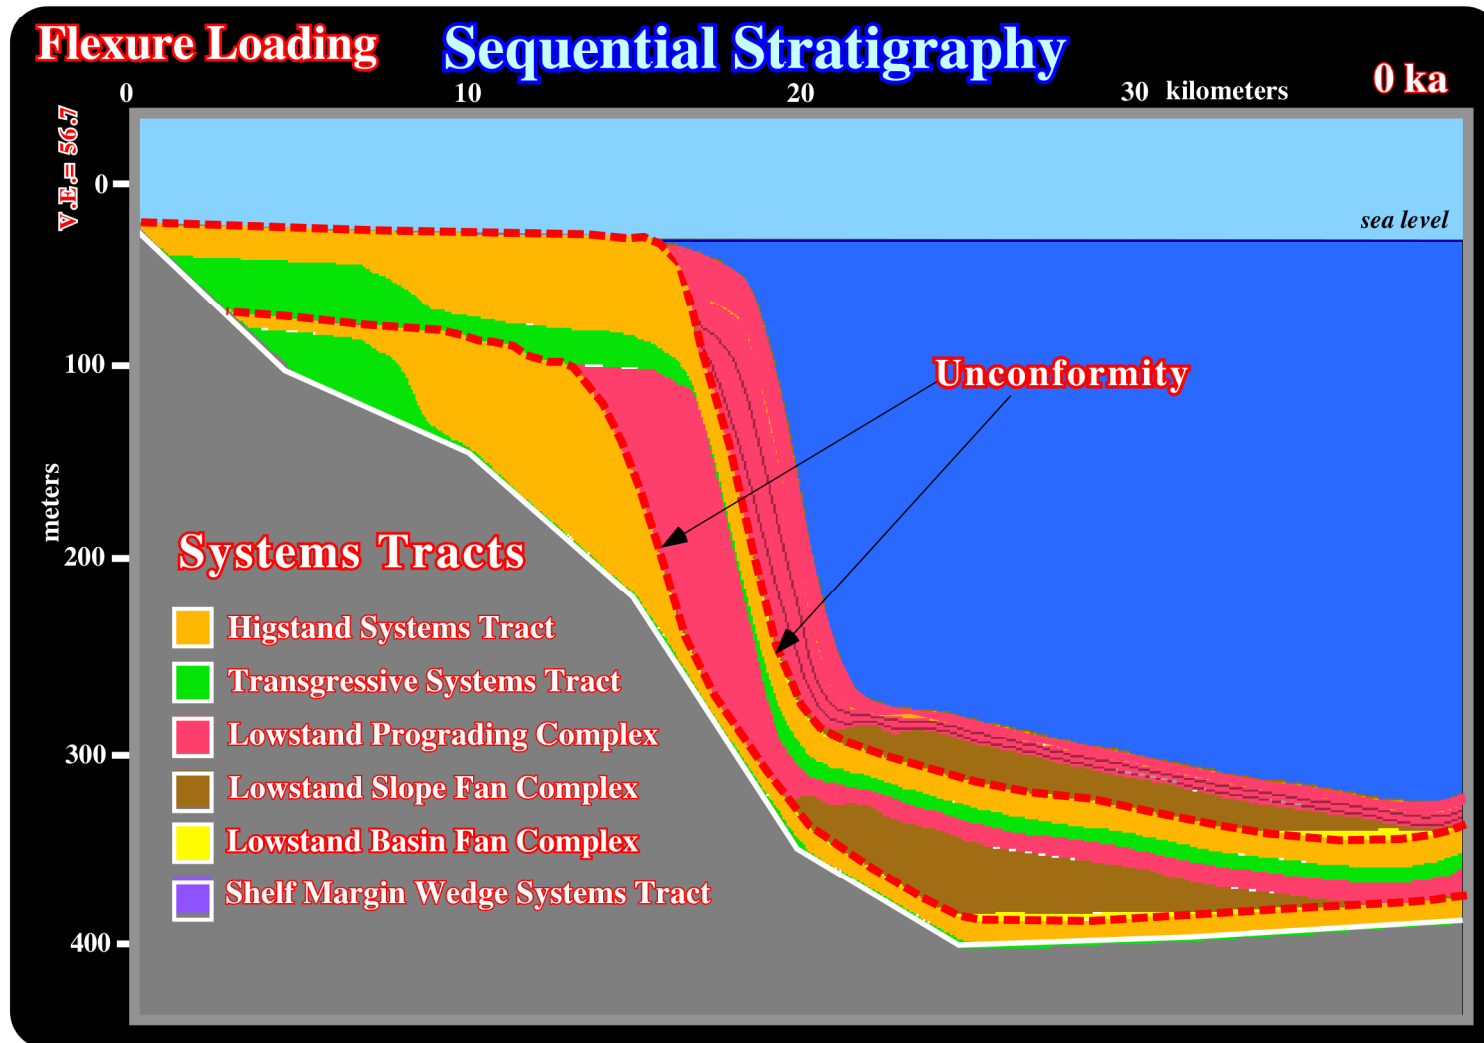 Flexure Loading
Sequential Stratigraphy
0 ka
0 10 20 30 kilometers
V.E.= 56.7
0
sea level
100
Unconformity
meters
200
Systems Tracts
Higstand Systems Tract
Transgressive Systems Tract
Lowstand Prograding Complex
300
Lowstand Slope Fan Complex
Lowstand Basin Fan Complex
Shelf Margin Wedge Systems Tract
400